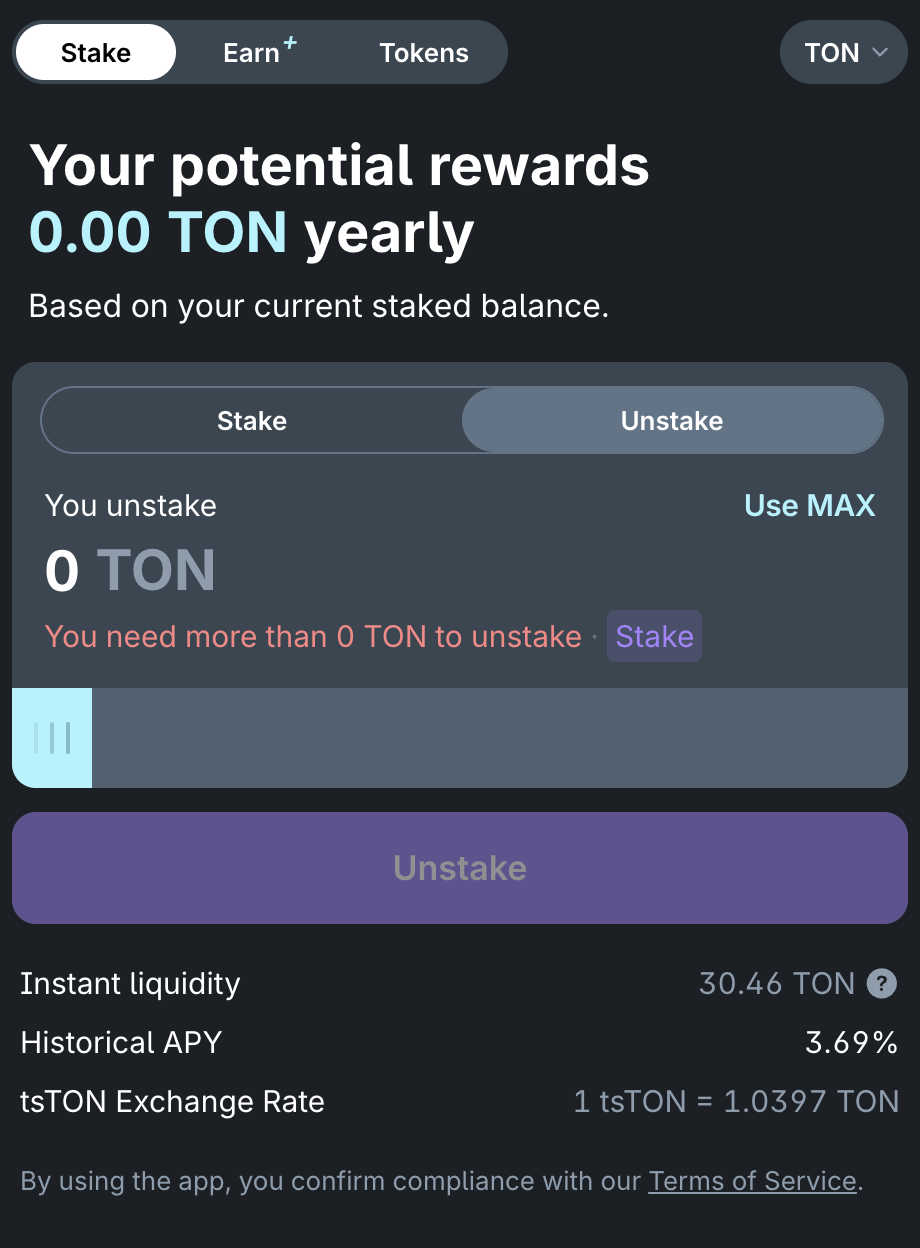 Stake Earn+ Tokens TON
Your potential rewards
0.00 TON yearly
Based on your current staked balance.
Stake Unstake
You unstake Use MAX
0 TON
You need more than 0 TON to unstake · Stake
Unstake
Instant liquidity 30.46 TON ?
Historical APY 3.69%
tsTON Exchange Rate 1 tsTON = 1.0397 TON
By using the app, you confirm compliance with our Terms of Service.